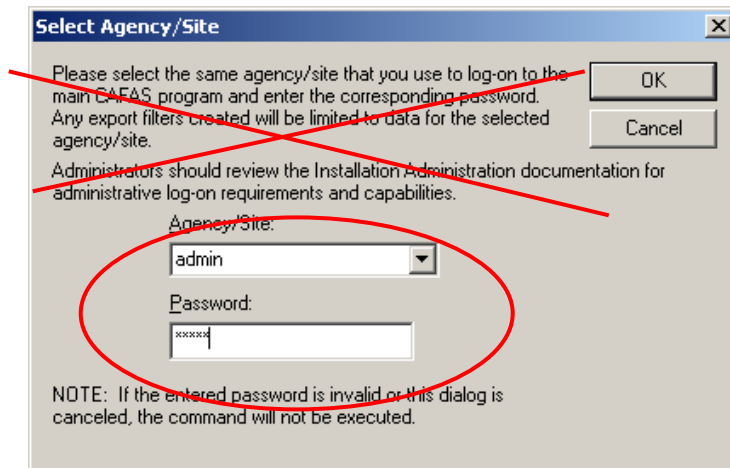 Select Agency/Site
Please select the same agency/site that you use to log-on to the
main CAFAS program and enter the corresponding password.
Any export filters created will be limited to data for the selected
agency/site.
OK
Cancel
Administrators should review the Installation Administration documentation for
administrative log-on requirements and capabilities.
Agency/Site:
admin
Password:
*****
NOTE:  If the entered password is invalid or this dialog is
canceled, the command will not be executed.